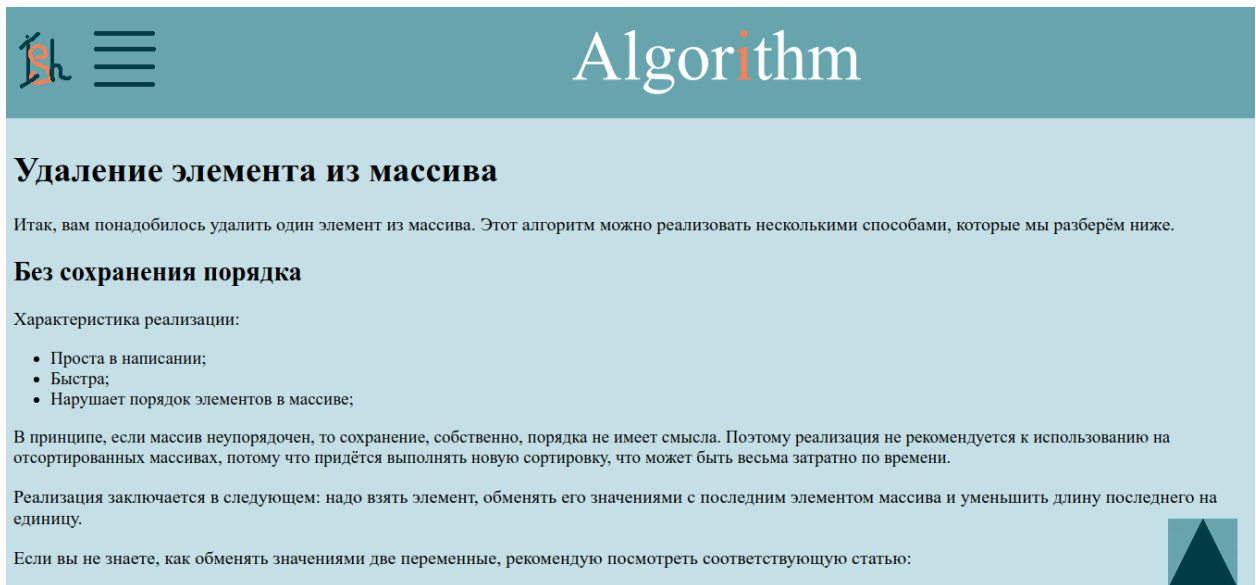 Ish
Algorithm
Удаление элемента из массива
Итак, вам понадобилось удалить один элемент из массива. Этот алгоритм можно реализовать несколькими способами, которые мы разберём ниже.
Без сохранения порядка
Характеристика реализации:
Проста в написании;
Быстра;
Нарушает порядок элементов в массиве;
В принципе, если массив неупорядочен, то сохранение, собственно, порядка не имеет смысла. Поэтому реализация не рекомендуется к использованию на
отсортированных массивах, потому что придётся выполнять новую сортировку, что может быть весьма затратно по времени.
Реализация заключается в следующем: надо взять элемент, обменять его значениями с последним элементом массива и уменьшить длину последнего на
единицу.
Если вы не знаете, как обменять значениями две переменные, рекомендую посмотреть соответствующую статью: